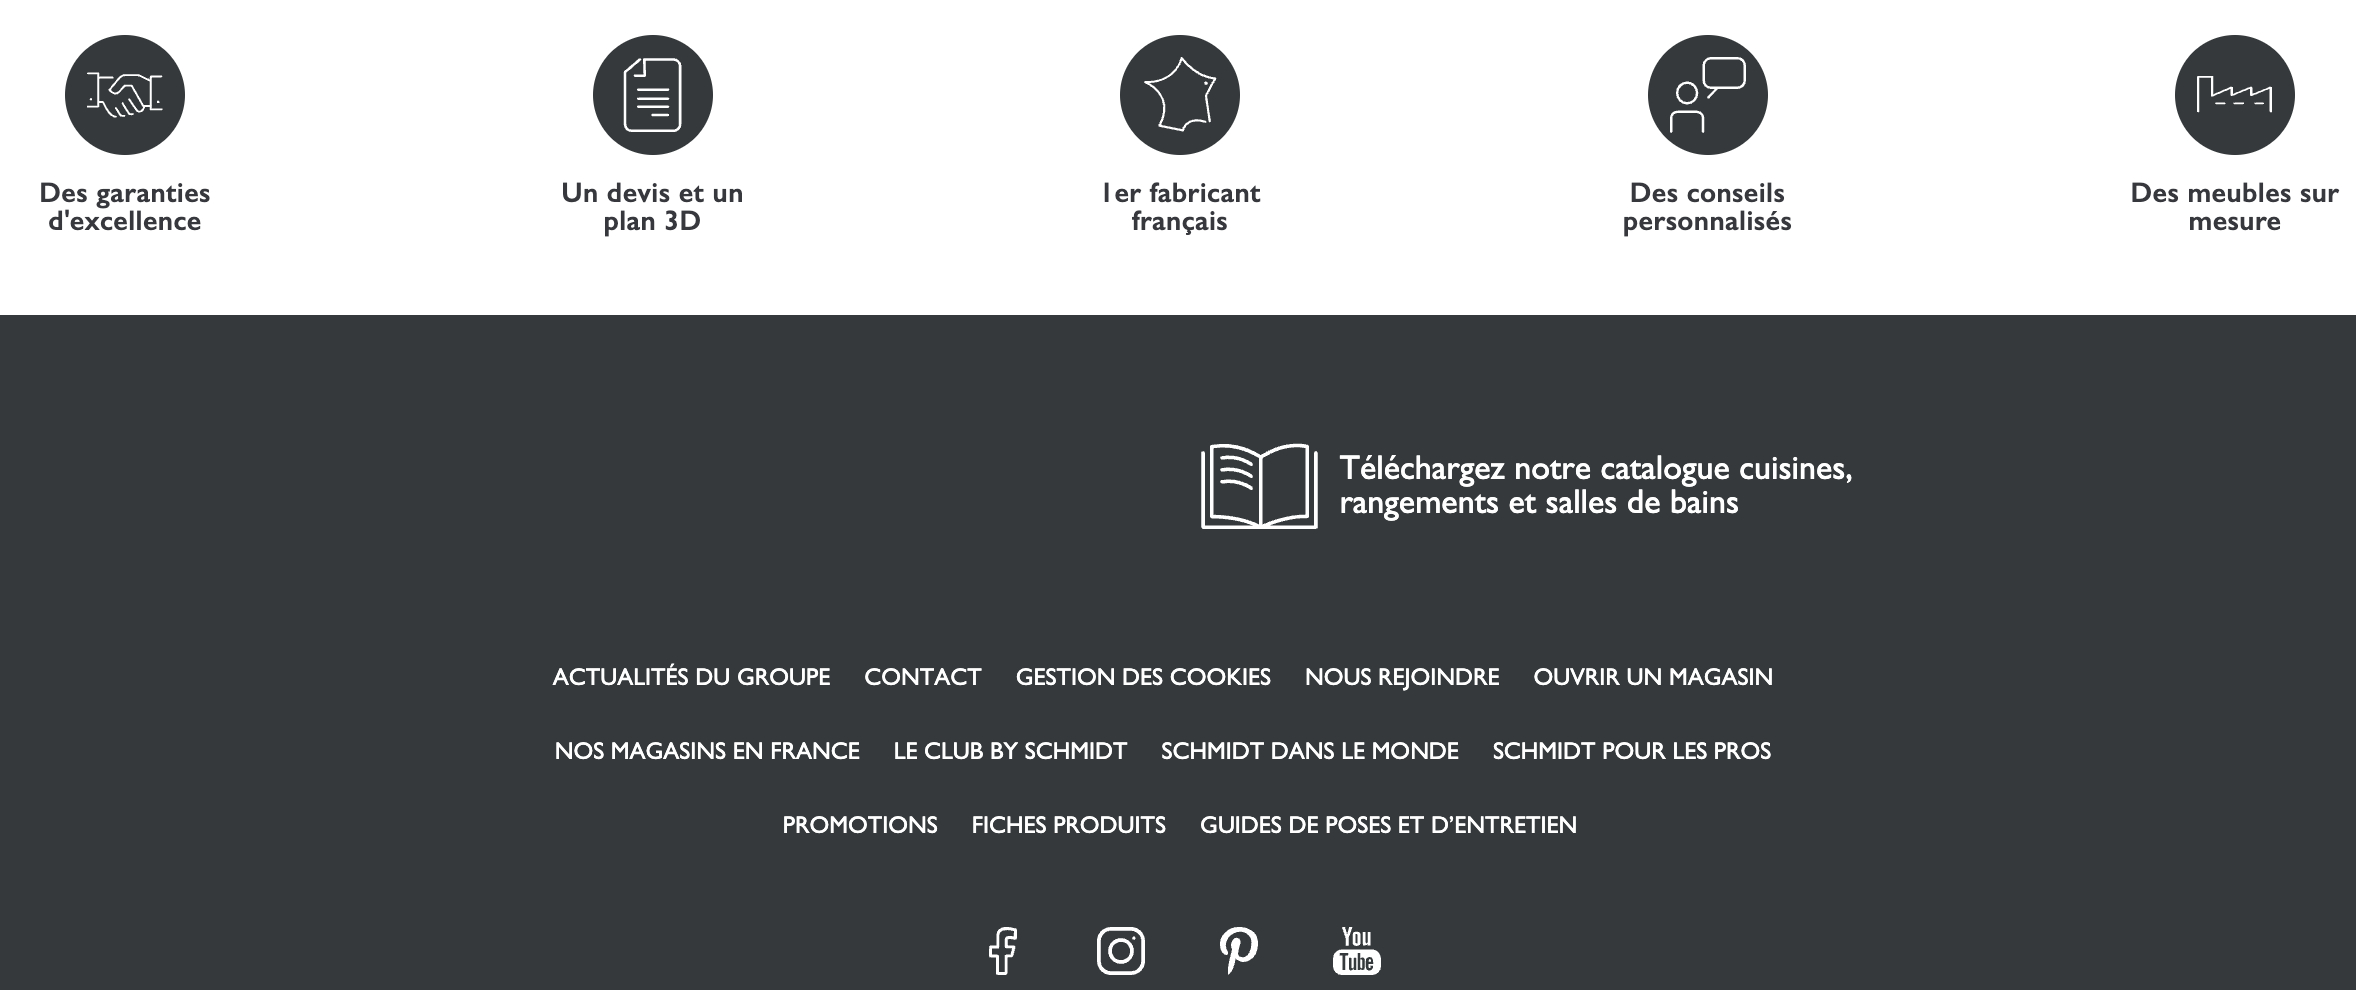 Des garanties
d'excellence
Un devis et un
plan 3D
1er fabricant
français
Des conseils
personnalisés
Des meubles sur
mesure
Téléchargez notre catalogue cuisines,
rangements et salles de bains
ACTUALITÉS DU GROUPE CONTACT GESTION DES COOKIES NOUS REJOINDRE OUVRIR UN MAGASIN
NOS MAGASINS EN FRANCE LE CLUB BY SCHMIDT SCHMIDT DANS LE MONDE SCHMIDT POUR LES PROS
PROMOTIONS FICHES PRODUITS GUIDES DE POSES ET D’ENTRETIEN
You
Tube